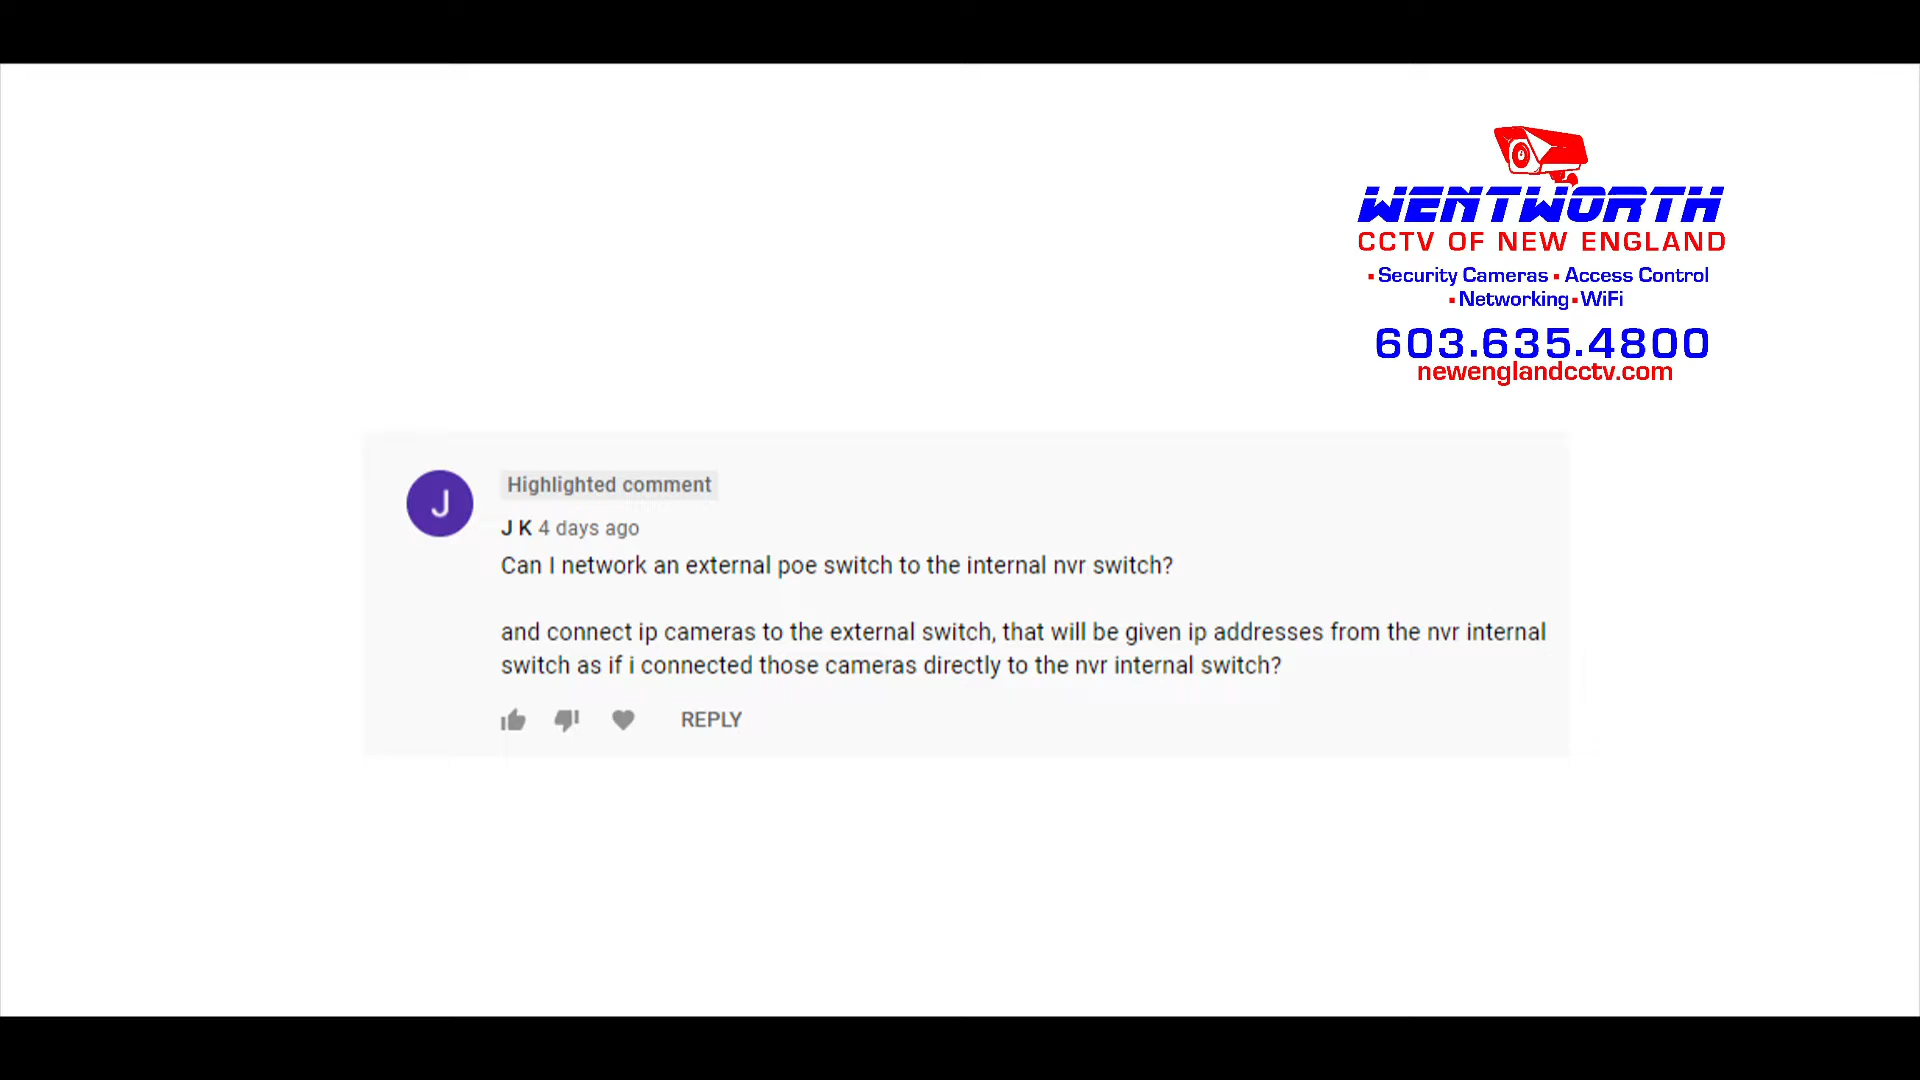 WENTWORTH
CCTV OF NEW ENGLAND
▪Security Cameras▪Access Control
▪Networking▪WiFi
603.635.4800
newenglandcctv.com
Highlighted comment
J
J K 4 days ago
Can I network an external poe switch to the internal nvr switch?
and connect ip cameras to the external switch, that will be given ip addresses from the nvr internal
switch as if i connected those cameras directly to the nvr internal switch?
REPLY